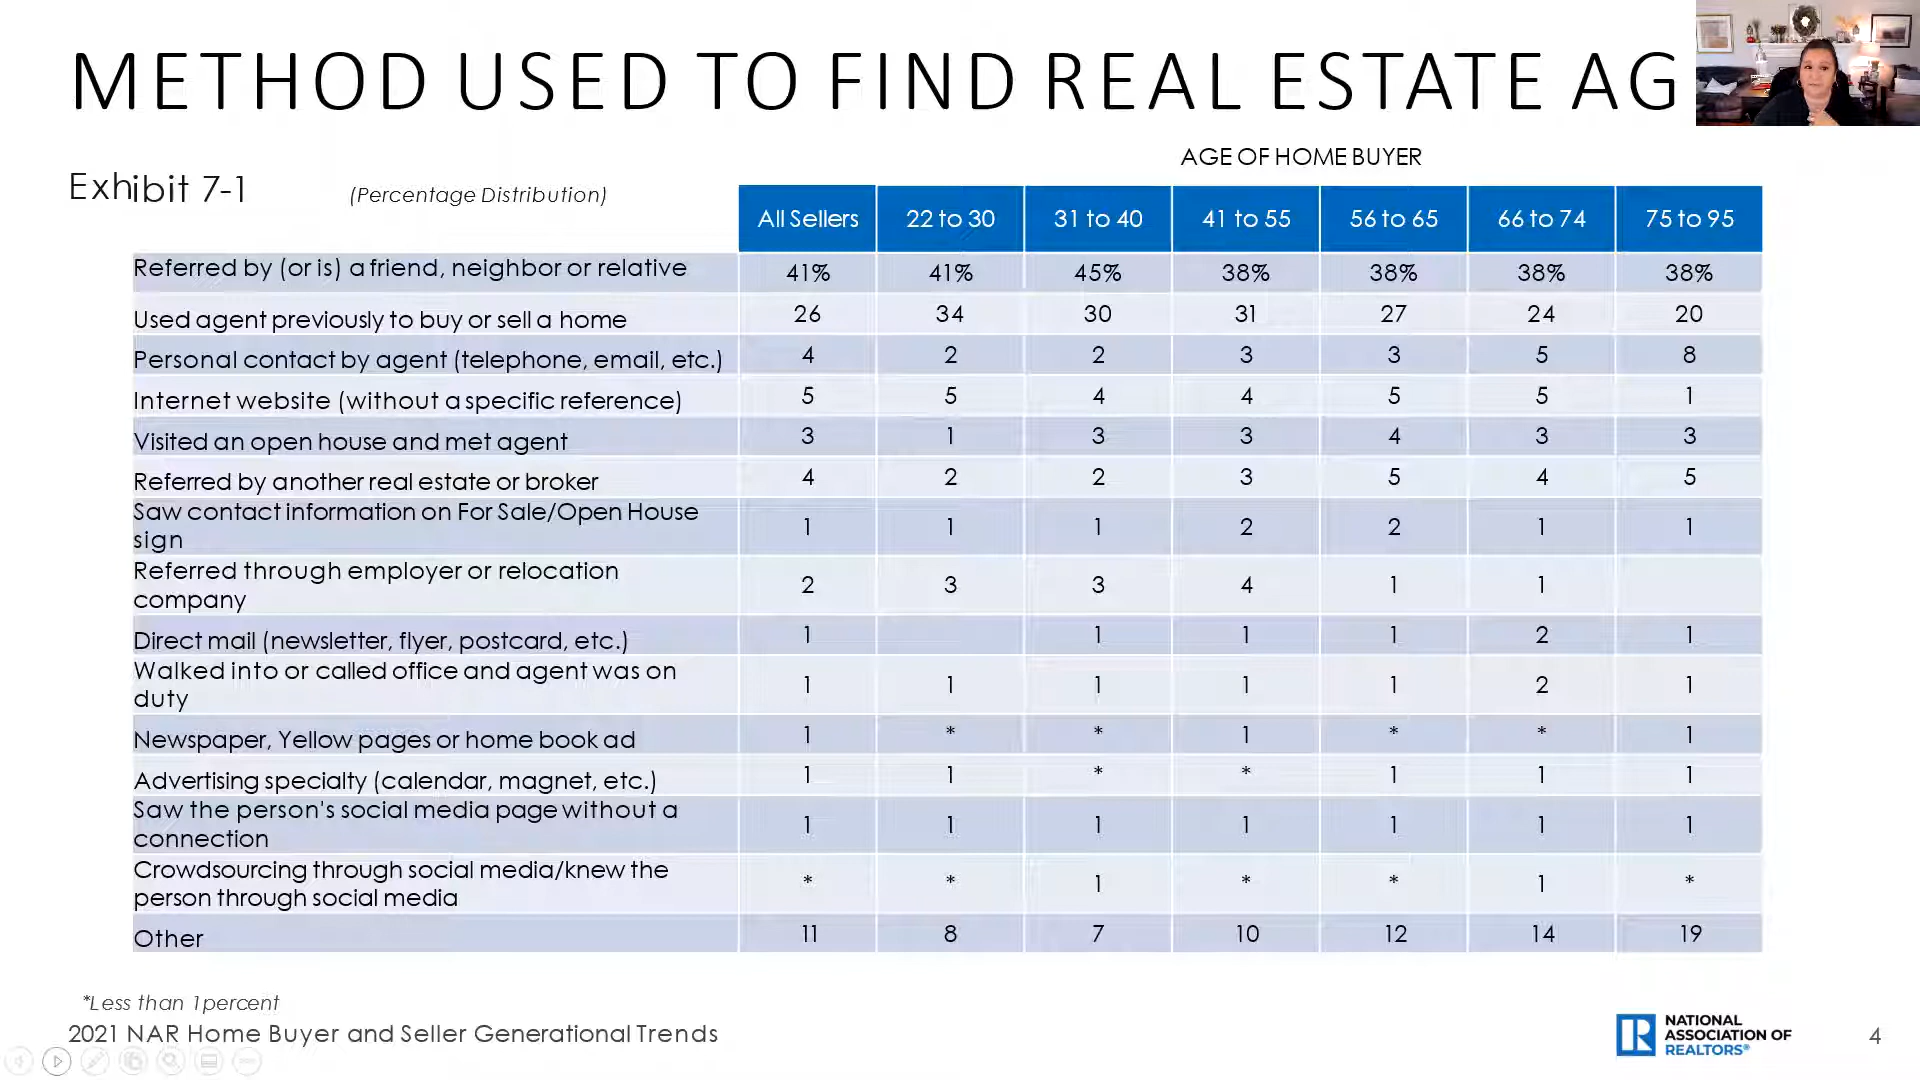 METHOD USED TO FIND REAL ESTATE AG
AGE OF HOME BUYER
Exhibit 7-1 (Percentage Distribution)
All Sellers 22 to 30 31 to 40 41 to 55 56 to 65 66 to 74 75 to 95
Referred by (or is) a friend, neighbor or relative 41% 41% 45% 38% 38% 38% 38%
Used agent previously to buy or sell a home 26 34 30 31 27 24 20
Personal contact by agent (telephone, email, etc.) 4 2 2 3 3 5 8
Internet website (without a specific reference) 5 5 4 4 5 5 1
Visited an open house and met agent 3 1 3 3 4 3 3
Referred by another real estate or broker 4 2 2 3 5 4 5
Saw contact information on For Sale/Open House
sign 1 1 1 2 2 1 1
Referred through employer or relocation
company 2 3 3 4 1 1
Direct mail (newsletter, flyer, postcard, etc.) 1 1 1 1 2 1
Walked into or called office and agent was on
duty 1 1 1 1 1 2 1
Newspaper, Yellow pages or home book ad 1 * * 1 * * 1
Advertising specialty (calendar, magnet, etc.) 1 1 * * 1 1 1
Saw the person's social media page without a
connection 1 1 1 1 1 1 1
Crowdsourcing through social media/knew the
person through social media * * 1 * * 1 *
Other 11 8 7 10 12 14 19
*Less than 1 percent
2021 NAR Home Buyer and Seller Generational Trends
NATIONAL
ASSOCIATION OF
REALTORS®
4